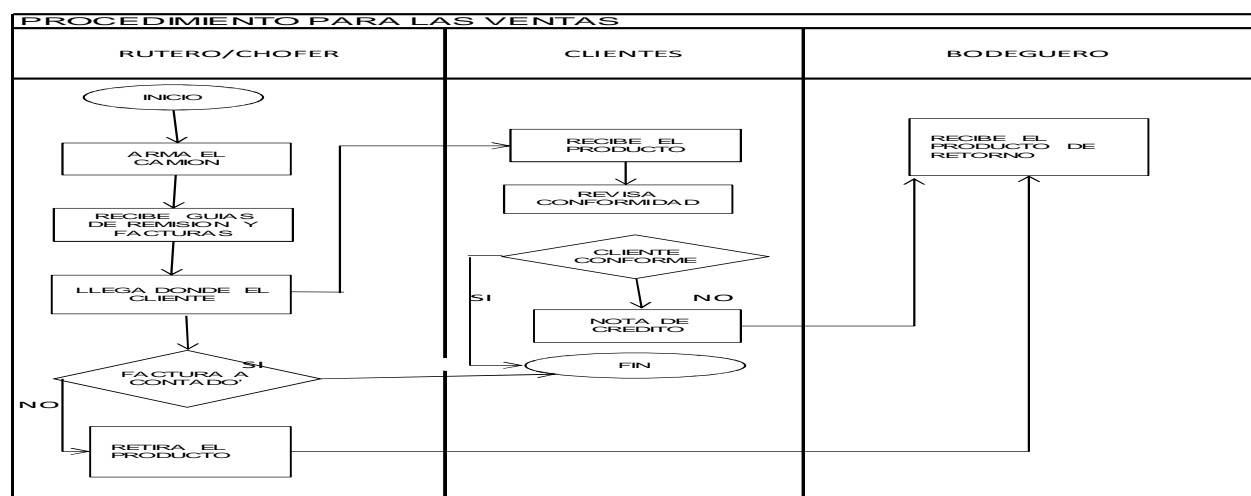 PROCEDIMIENTO PARA LAS VENTAS
RUTERO/CHOFER
CLIENTES
BODEGUERO
INICIO
ARMA EL
CAMION
RECIBE GUIAS
DE REMISION Y
FACTURAS
LLEGA DONDE EL
CLIENTE
SI
FACTURA A
CONTADO'
NO
RETIRA EL
PRODUCTO
RECIBE EL
PRODUCTO
REVISA
CONFORMIDAD
CLIENTE
CONFORME
SI
NO
NOTA DE
CREDITO
FIN
RECIBE EL
PRODUCTO DE
RETORNO